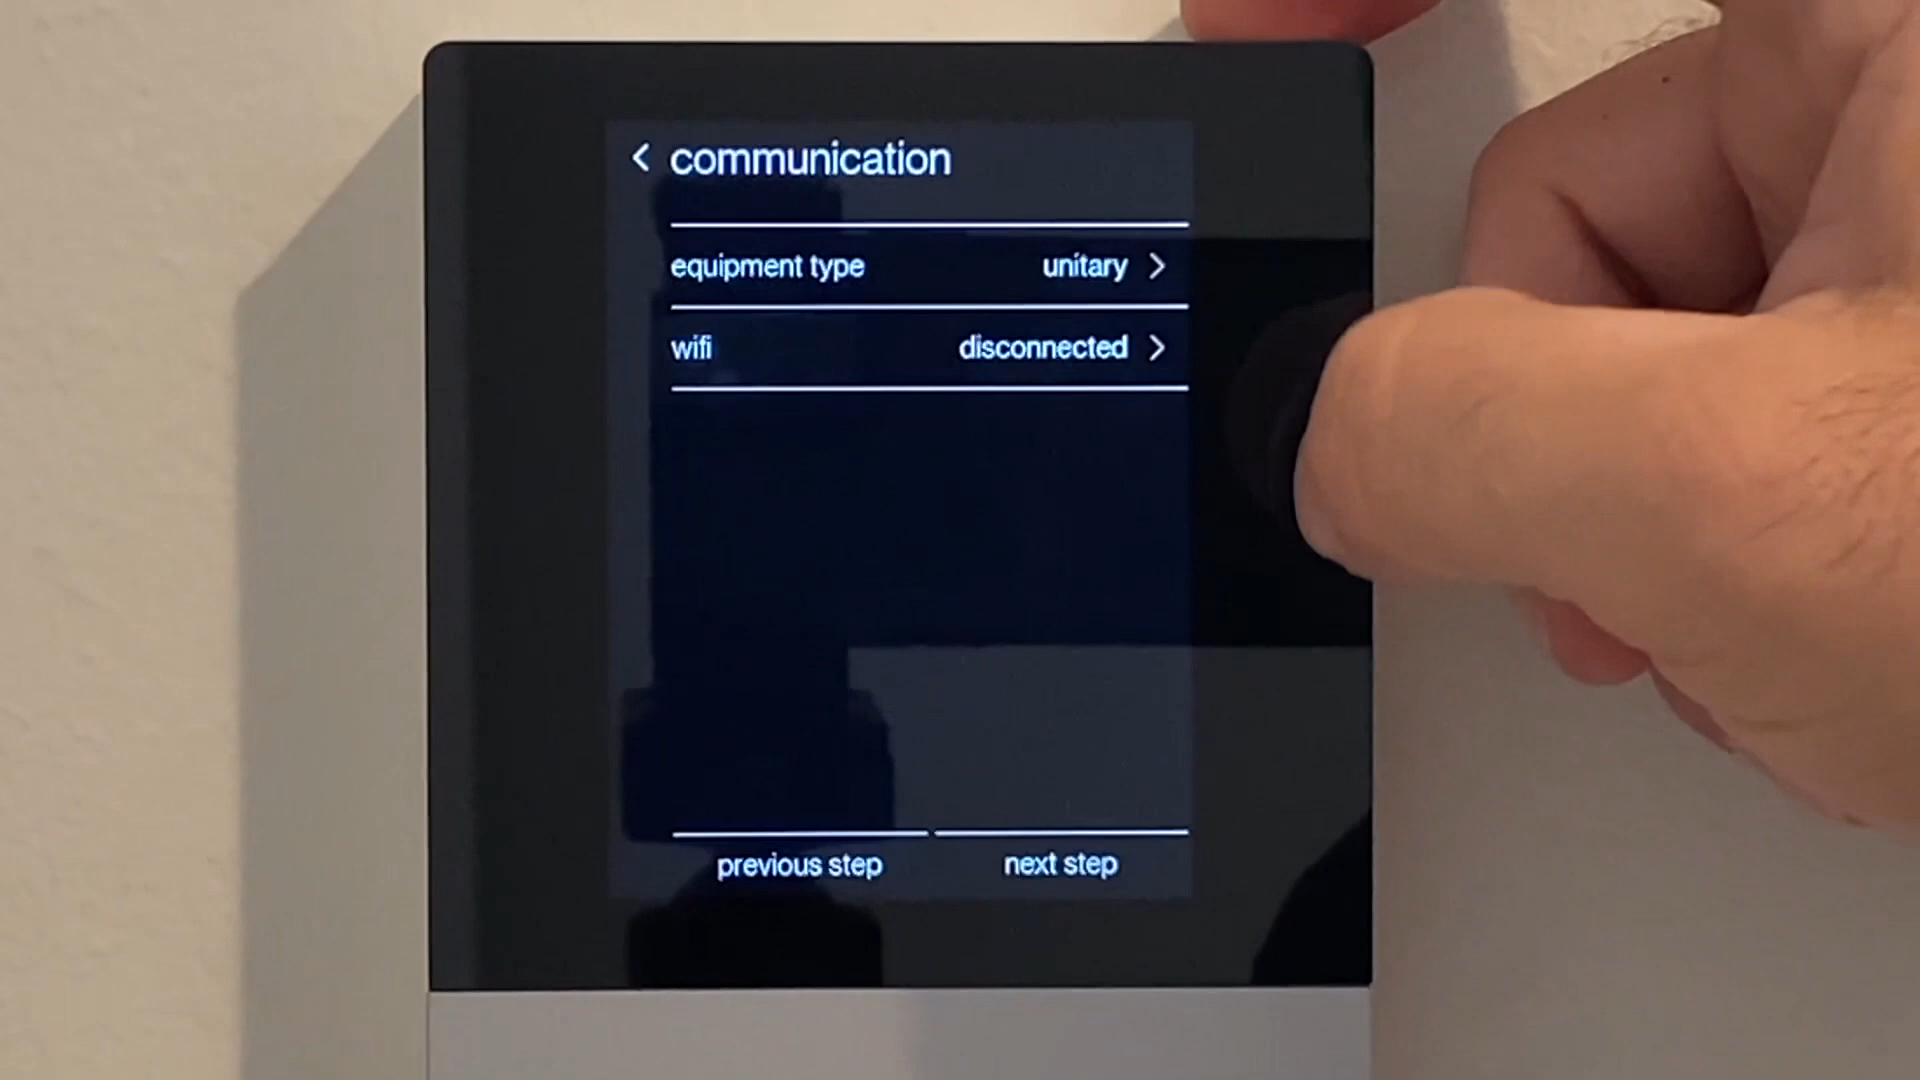 communication
equipment type unitary
wifi disconnected
previous step next step